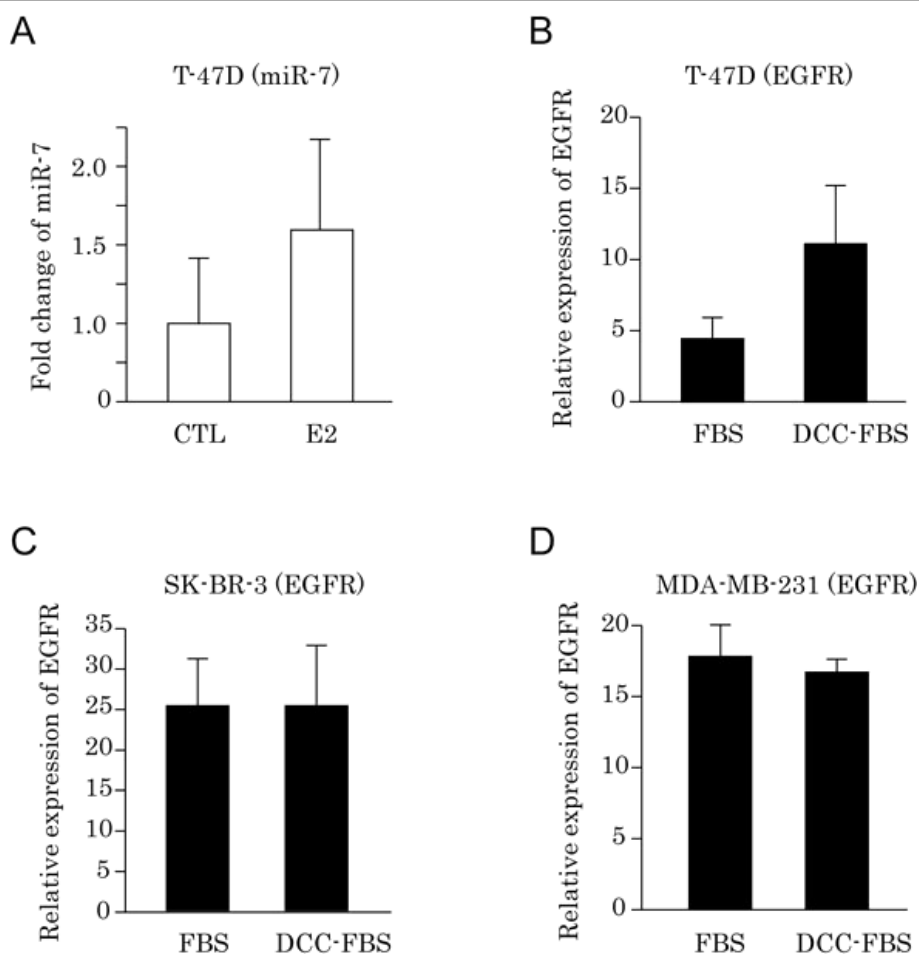 A
T-47D (miR-7)
Fold change of miR-7
2.0
1.5
1.0
0
CTL E2
B
T-47D (EGFR)
Relative expression of EGFR
20
15
10
5
0
FBS DCC-FBS
C
SK-BR-3 (EGFR)
Relative expression of EGFR
35
30
25
20
15
10
5
0
FBS DCC-FBS
D
MDA-MB-231 (EGFR)
Relative expression of EGFR
20
15
10
5
0
FBS DCC-FBS